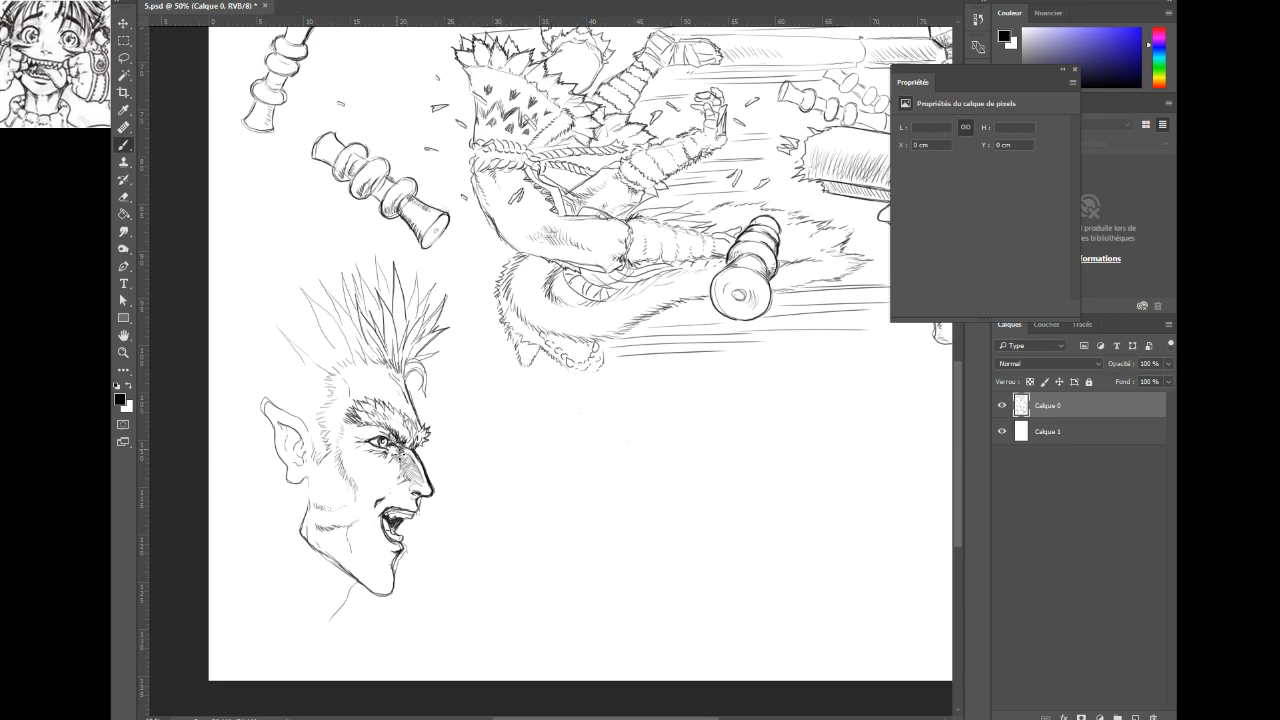 5.psd @ 50% (Calque 0, RVB/8) *
Couleur Nuancier
Propriétés
Propriétés du calque de pixels
L : H :
X : 0 cm Y : 0 cm
produite lors de
bibliothèques
formations
Calques Couches Tracés
Type
Normal Opacité : 100 %
Verrou : Fond : 100 %
Calque 0
Calque 1